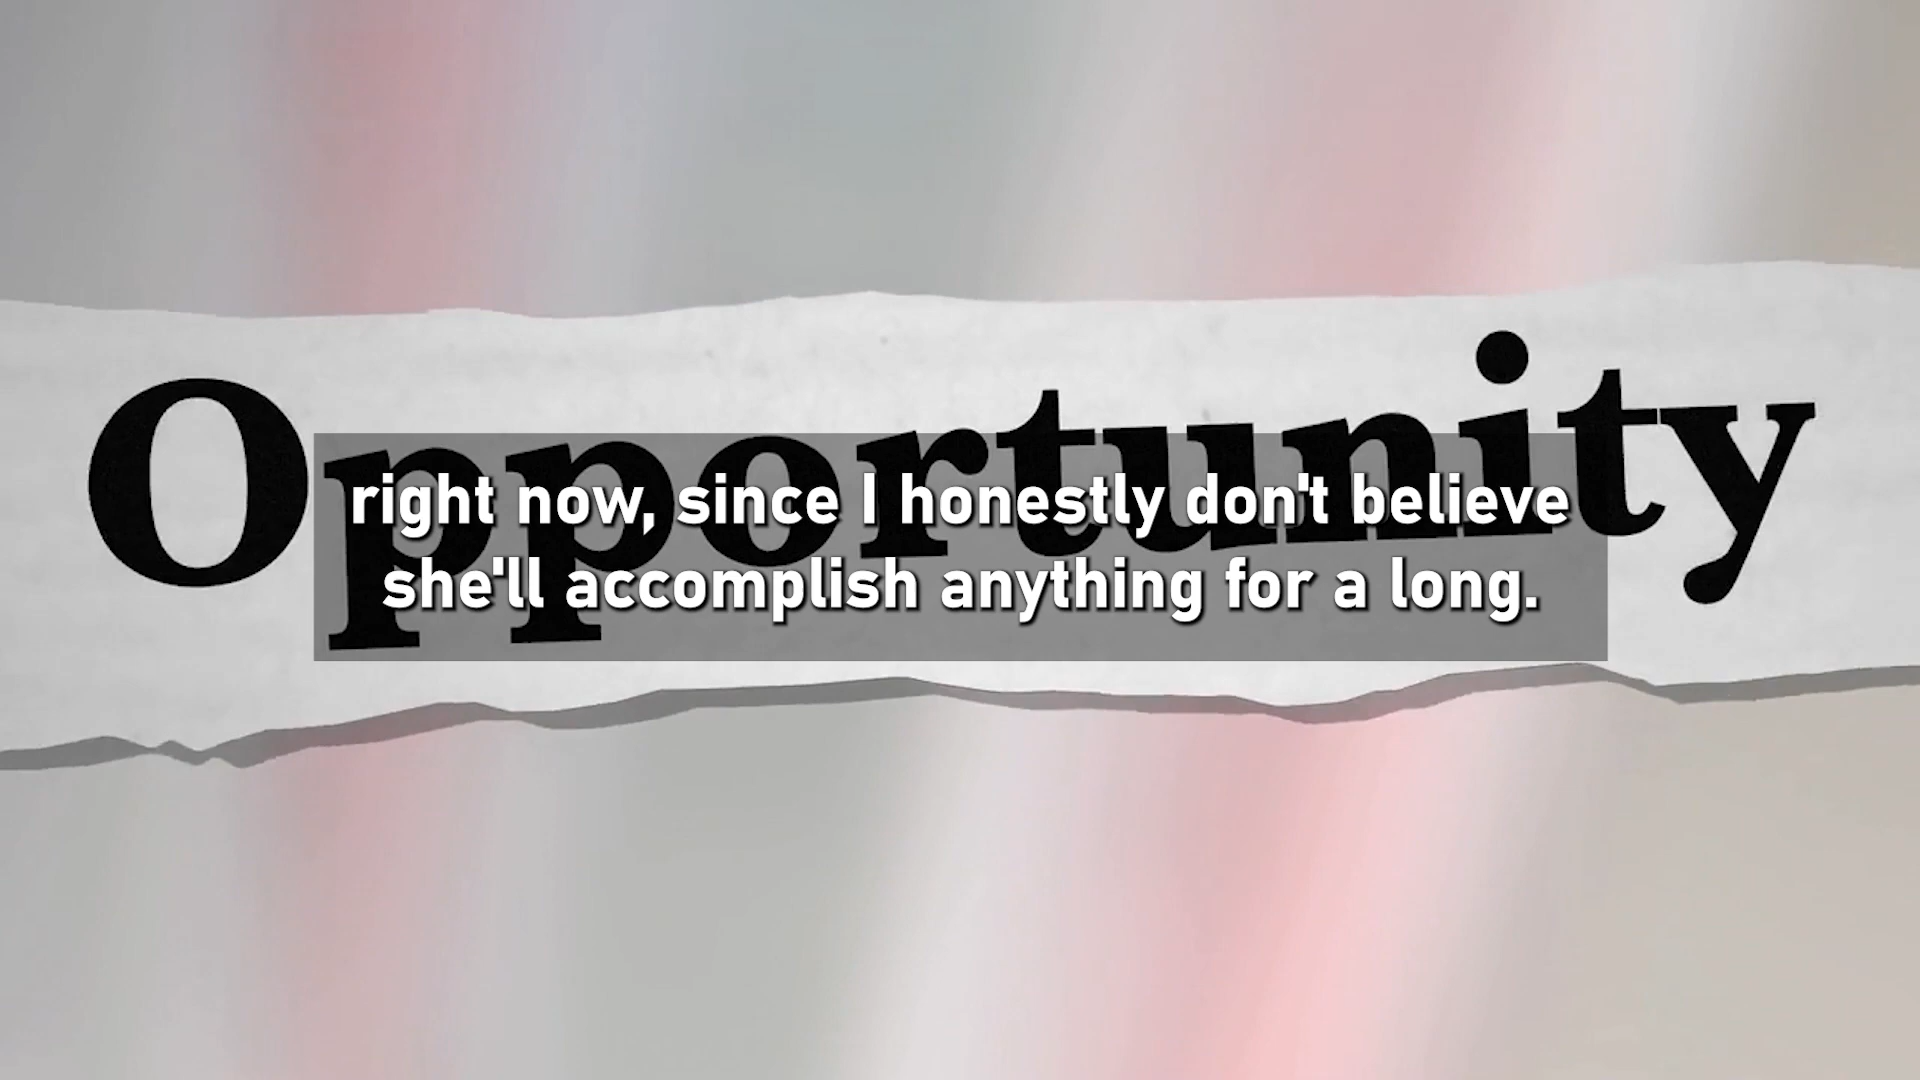 Opportunity
right now, since I honestly don't believe
she'll accomplish anything for a long.